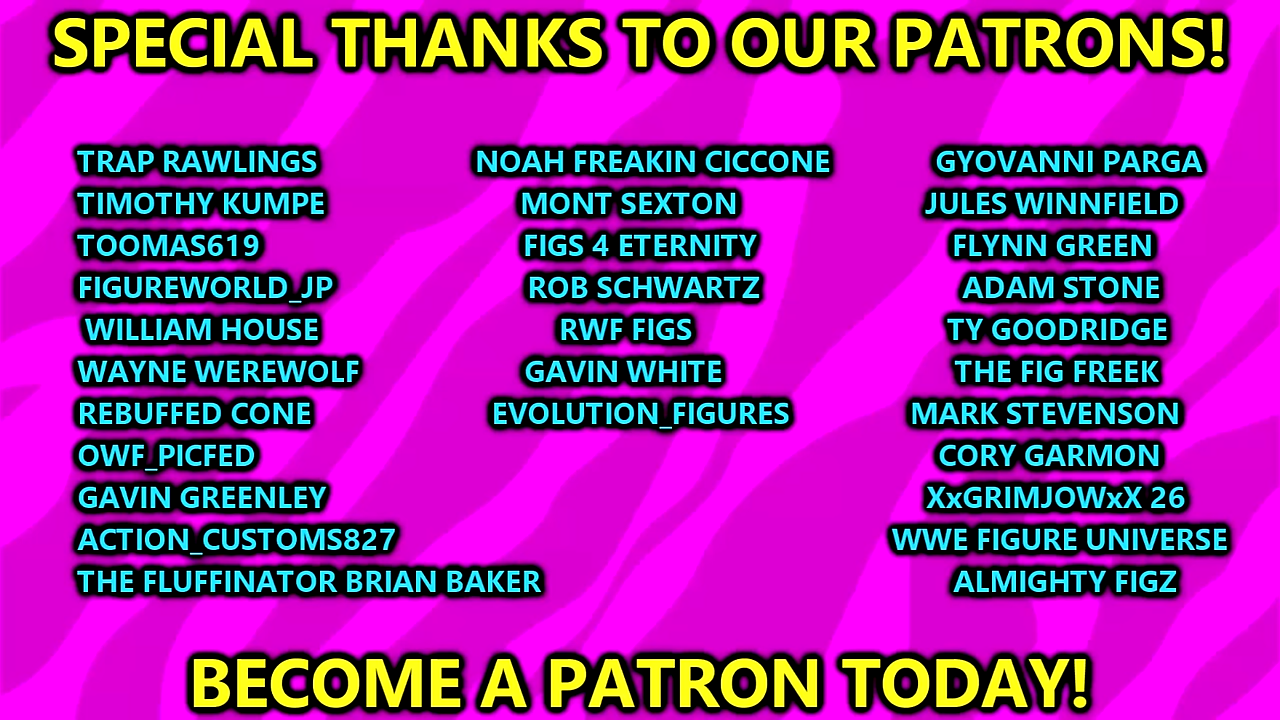 SPECIAL THANKS TO OUR PATRONS!
TRAP RAWLINGS
TIMOTHY KUMPE
TOOMAS619
FIGUREWORLD_JP
WILLIAM HOUSE
WAYNE WEREWOLF
REBUFFED CONE
OWF_PICFED
GAVIN GREENLEY
ACTION_CUSTOMS827
THE FLUFFINATOR BRIAN BAKER
NOAH FREAKIN CICCONE
MONT SEXTON
FIGS 4 ETERNITY
ROB SCHWARTZ
RWF FIGS
GAVIN WHITE
EVOLUTION_FIGURES
GYOVANNI PARGA
JULES WINNFIELD
FLYNN GREEN
ADAM STONE
TY GOODRIDGE
THE FIG FREEK
MARK STEVENSON
CORY GARMON
XxGRIMJOWxX 26
WWE FIGURE UNIVERSE
ALMIGHTY FIGZ
BECOME A PATRON TODAY!